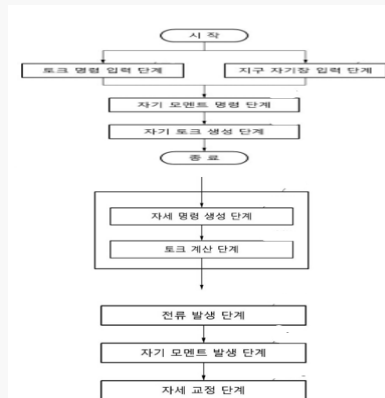 시 작
토크 명령 입력 단계
지구 자기장 입력 단계
자기 모멘트 명령 단계
자기 토크 생성 단계
종 료
자세 명령 생성 단계
토크 계산 단계
전류 발생 단계
자기 모멘트 발생 단계
자세 교정 단계